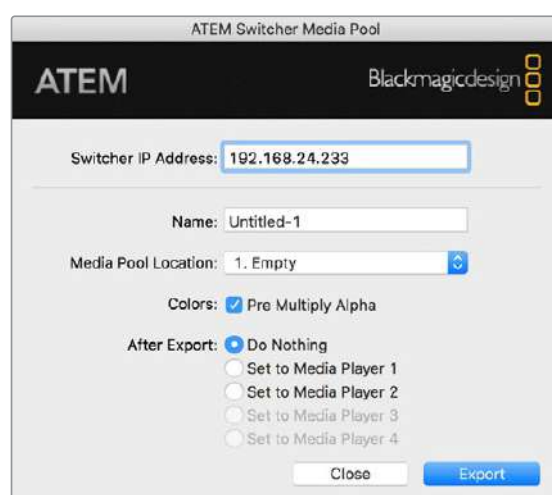 ATEM Switcher Media Pool
ATEM
Blackmagicdesign
Switcher IP Address: 192.168.24.233
Name: Untitled-1
Media Pool Location: 1. Empty
Colors: Pre Multiply Alpha
After Export: Do Nothing
Set to Media Player 1
Set to Media Player 2
Set to Media Player 3
Set to Media Player 4
Close Export